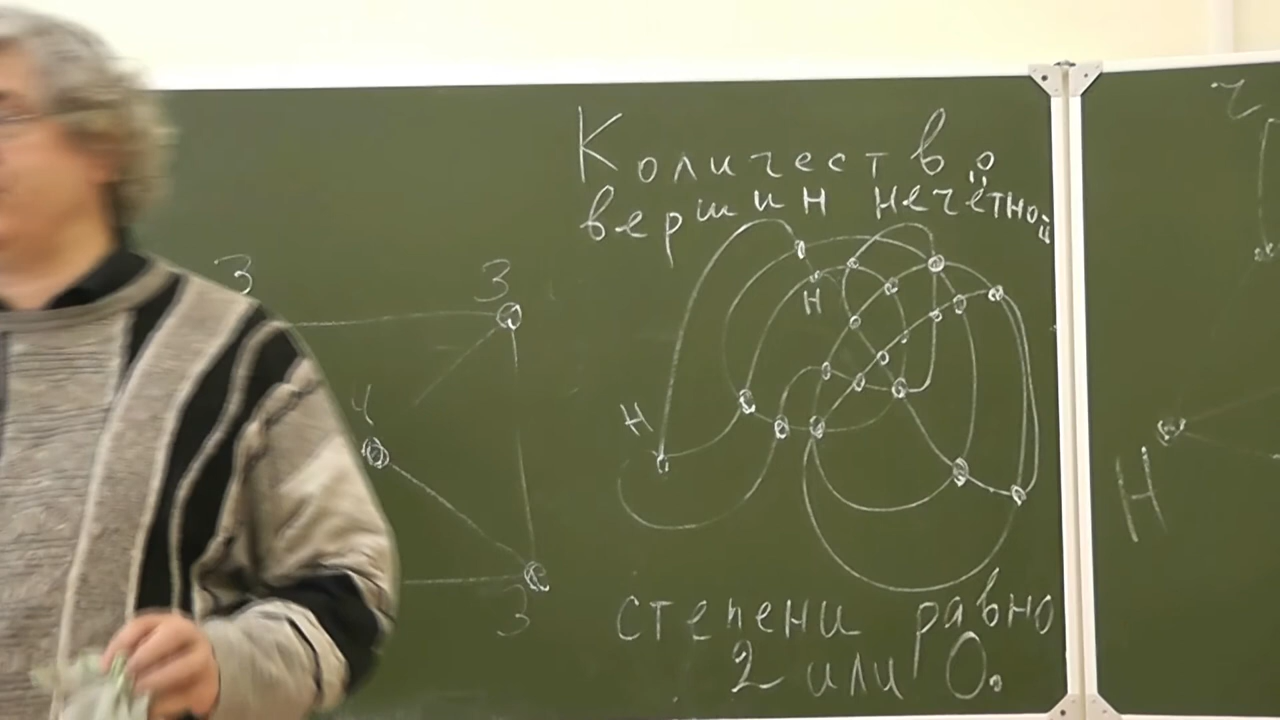 Количество
вершин нечётной
Н
Н
степени равно
2 или 0.
3
3
4
3
Н